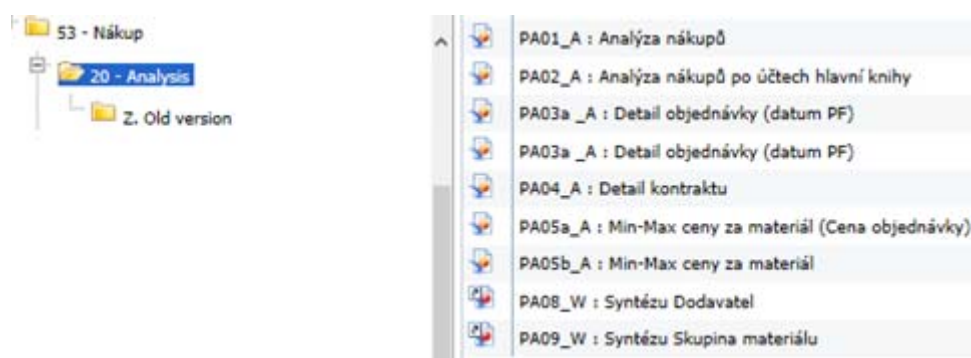 53 - Nákup
20 - Analysis
Z. Old version
PA01_A : Analýza nákupů
PA02_A : Analýza nákupů po účtech hlavní knihy
PA03a _A : Detail objednávky (datum PF)
PA03a _A : Detail objednávky (datum PF)
PA04_A : Detail kontraktu
PA05a_A : Min-Max ceny za materiál (Cena objednávky)
PA05b_A : Min-Max ceny za materiál
PA08_W : Syntézu Dodavatel
PA09_W : Syntézu Skupina materiálu